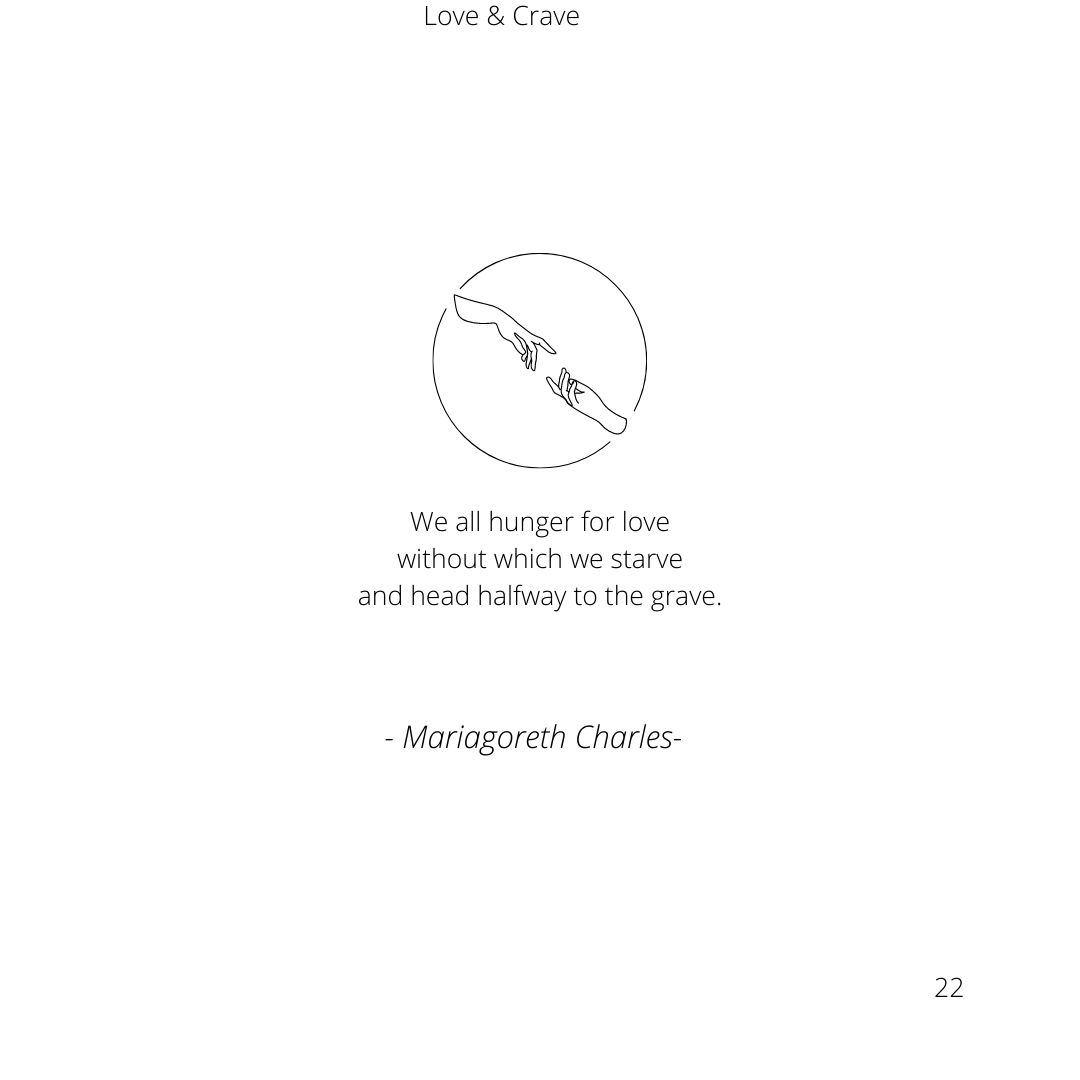 Love & Crave
We all hunger for love
without which we starve
and head halfway to the grave.
- Mariagoreth Charles-
22